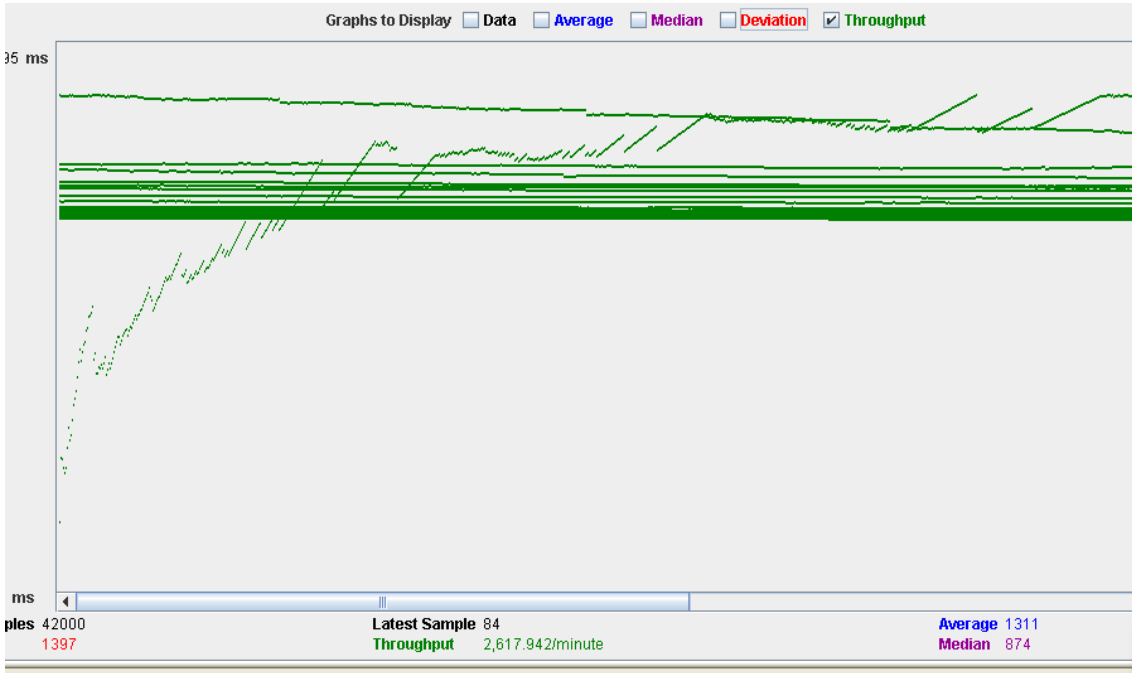 Graphs to Display Data Average Median Deviation Throughput
95 ms
ms
ples 42000 Latest Sample 84 Average 1311
1397 Throughput 2,617.942/minute Median 874